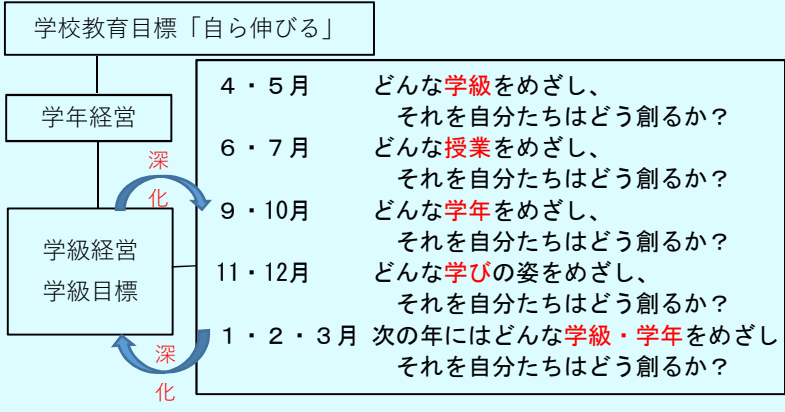 学校教育目標「自ら伸びる」
学年経営
深
化
学級経営
学級目標
深
化
４・５月　どんな学級をめざし、
それを自分たちはどう創るか？
６・７月　どんな授業をめざし、
それを自分たちはどう創るか？
９・10月　どんな学年をめざし、
それを自分たちはどう創るか？
11・12月　どんな学びの姿をめざし、
それを自分たちはどう創るか？
１・２・３月 次の年にはどんな学級・学年をめざし
それを自分たちはどう創るか？